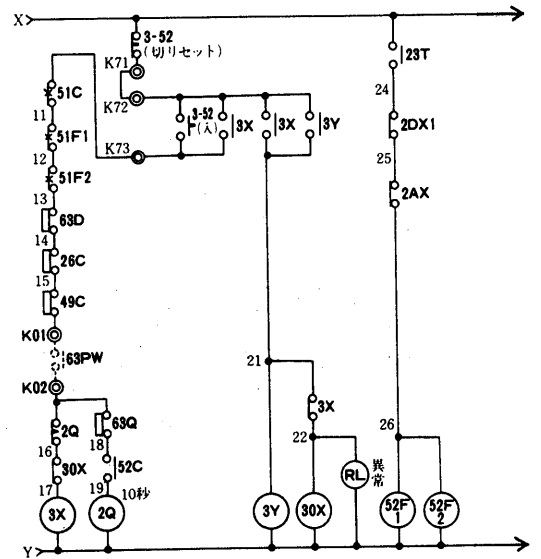 X
3-52
(切リセット)
K71
K72
K73
51C
11
51F1
12
51F2
13
63D
14
26C
15
49C
K01
63PW
K02
2Q
16
30X
17
3X
63Q
18
52C
19
10秒
2Q
3-52
(入)
3X
3X
3Y
21
3X
22
RL
異常
3Y
30X
23T
24
2DX1
25
2AX
26
52F
1
52F
2
Y